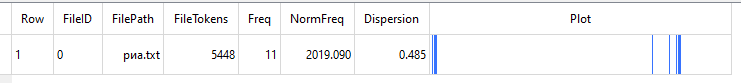 Row FileID FilePath FileTokens Freq NormFreq Dispersion Plot
1 0 риа.txt 5448 11 2019.090 0.485